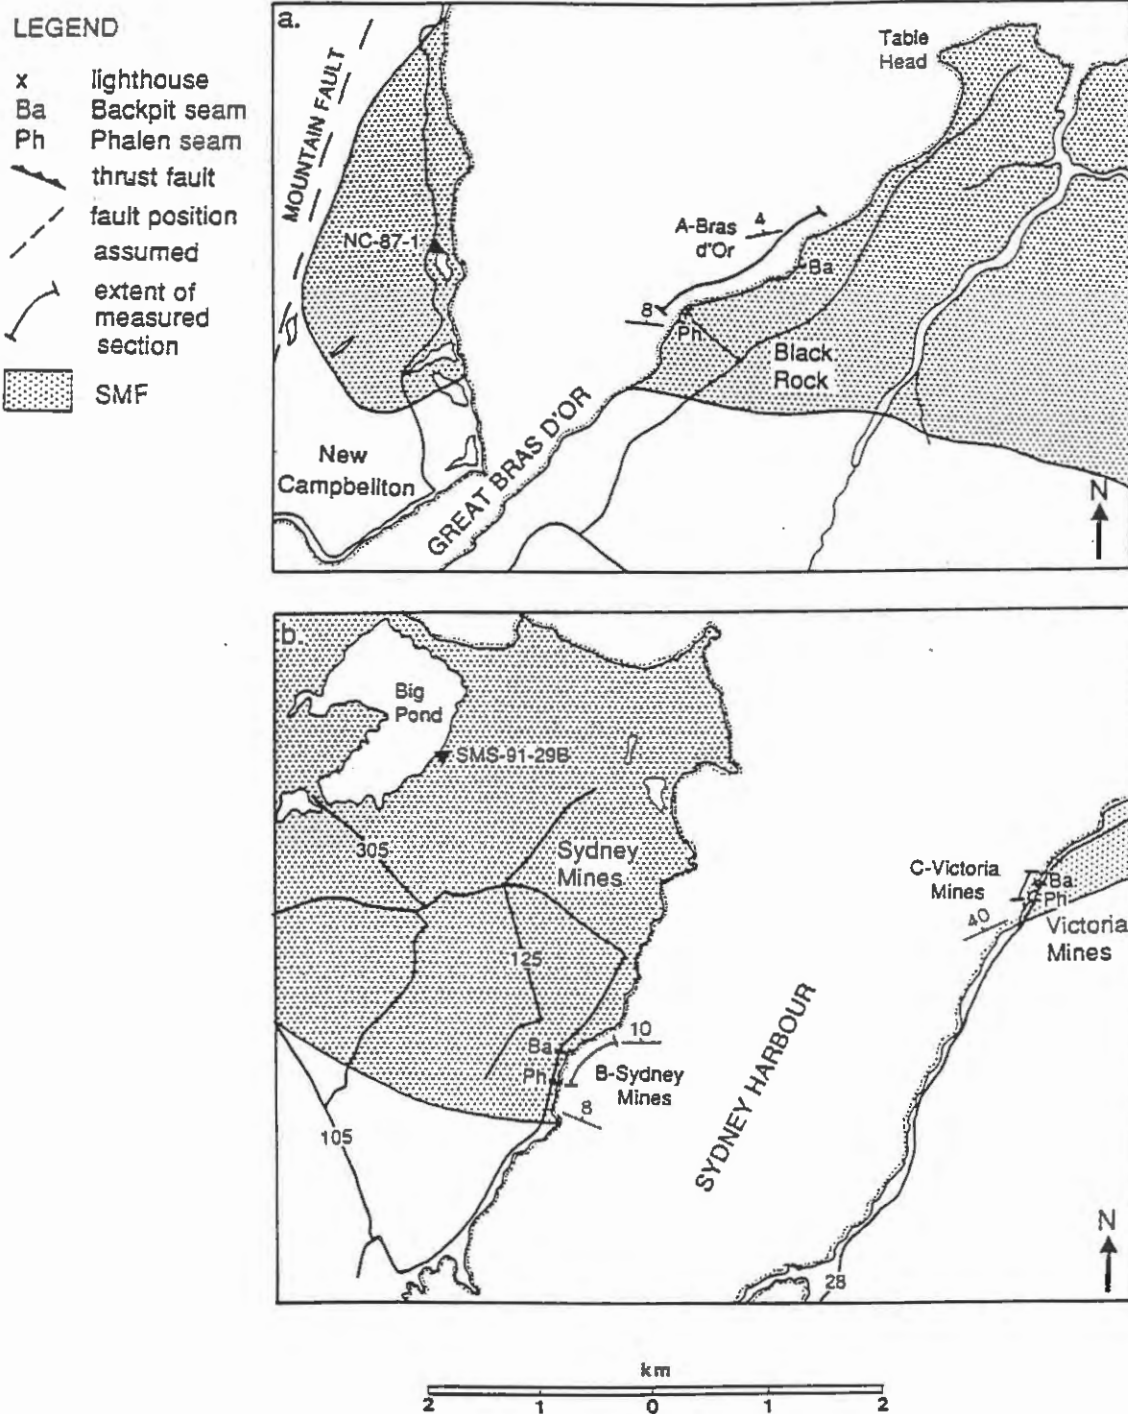 LEGEND
x lighthouse
Ba Backpit seam
Ph Phalen seam
thrust fault
fault position
assumed
extent of
measured
section
SMF
a.
MOUNTAIN FAULT
NC-87-1
New
Campbellton
GREAT BRAS D'OR
A-Bras
d'Or
4
8
Ba
Ph
Black
Rock
Table
Head
N
b.
Big
Pond
SMS-91-29B
305
Sydney
Mines
125
105
Ba
Ph
10
B-Sydney
Mines
8
SYDNEY HARBOUR
C-Victoria
Mines
Ba
Ph
40
Victoria
Mines
28
N
km
2 1 0 1 2